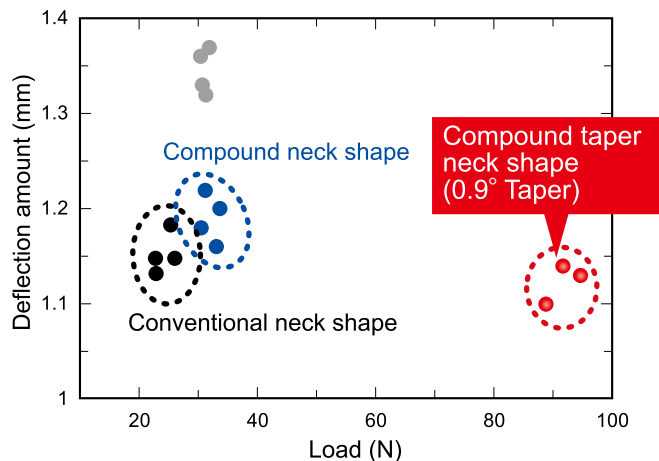 1.4
1.3
1.2
1.1
1
Deflection amount (mm)
Compound neck shape
Conventional neck shape
Compound taper
neck shape
(0.9° Taper)
20
40
60
80
100
Load (N)